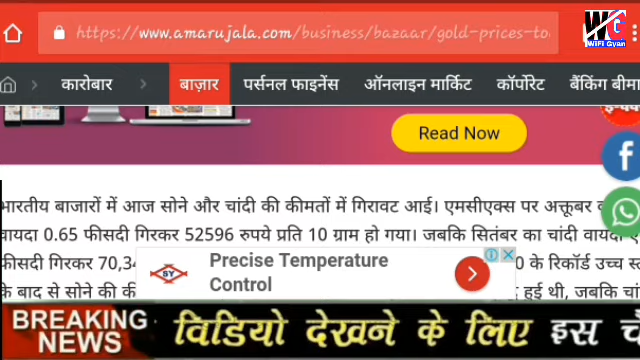 https://www.amarujala.com/business/bazaar/gold-prices-to
WG
WiFi Gyan
कारोबार > बाज़ार पर्सनल फाइनेंस ऑनलाइन मार्किट कॉर्पोरेट बैंकिंग बीमा
Read Now
भारतीय बाजारों में आज सोने और चांदी की कीमतों में गिरावट आई। एमसीएक्स पर अक्तूबर
वायदा 0.65 फीसदी गिरकर 52596 रुपये प्रति 10 ग्राम हो गया। जबकि सितंबर का चांदी वायदा
फीसदी गिरकर 70,34 0 के रिकॉर्ड उच्च
के बाद से सोने की हुई थी, जबकि
SY
Precise Temperature
Control
BREAKING
NEWS
विडियो देखने के लिए इस